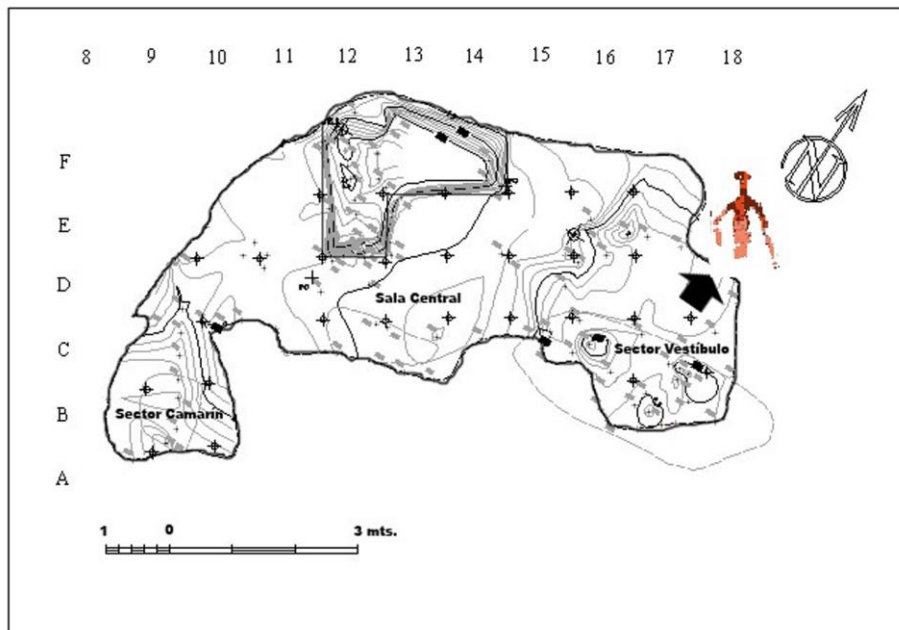 8 9 10 11 12 13 14 15 16 17 18
F
E
D
C
B
A
N
PC
Sala Central
Sector Vestíbulo
Sector Camarín
1 0 3 mts.